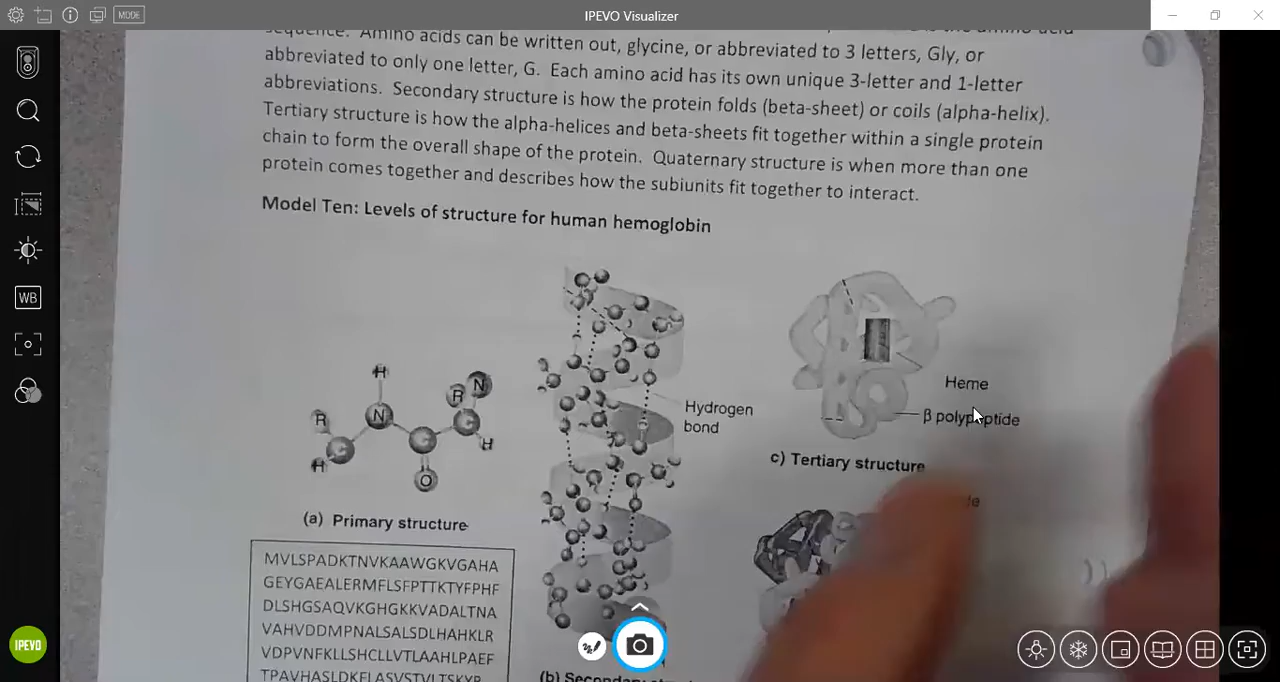 MODE
IPEVO Visualizer
sequence. Amino acids can be written out, glycine, or abbreviated to 3 letters, Gly, or
abbreviated to only one letter, G. Each amino acid has its own unique 3-letter and 1-letter
abbreviations. Secondary structure is how the protein folds (beta-sheet) or coils (alpha-helix).
Tertiary structure is how the alpha-helices and beta-sheets fit together within a single protein
chain to form the overall shape of the protein. Quaternary structure is when more than one
protein comes together and describes how the subiunits fit together to interact.
Model Ten: Levels of structure for human hemoglobin
WB
H
R
N
R
N
H
O
H
Hydrogen
bond
Heme
β polypeptide
c) Tertiary structure
(a) Primary structure
MVLSPADKTNVKAAWGKVGAHA
GEYGAEALERMFLSFPTTKTYFPHF
DLSHGSAQVKGHGKKVADALTNA
VAHVDDMPNALSALSDLHAHKLR
VDPVNFKLLSHCLLVTLAAHLPAEF
TPAVHASLDKFLASVSTVLTSKYR
(b) Secondary
IPEVO